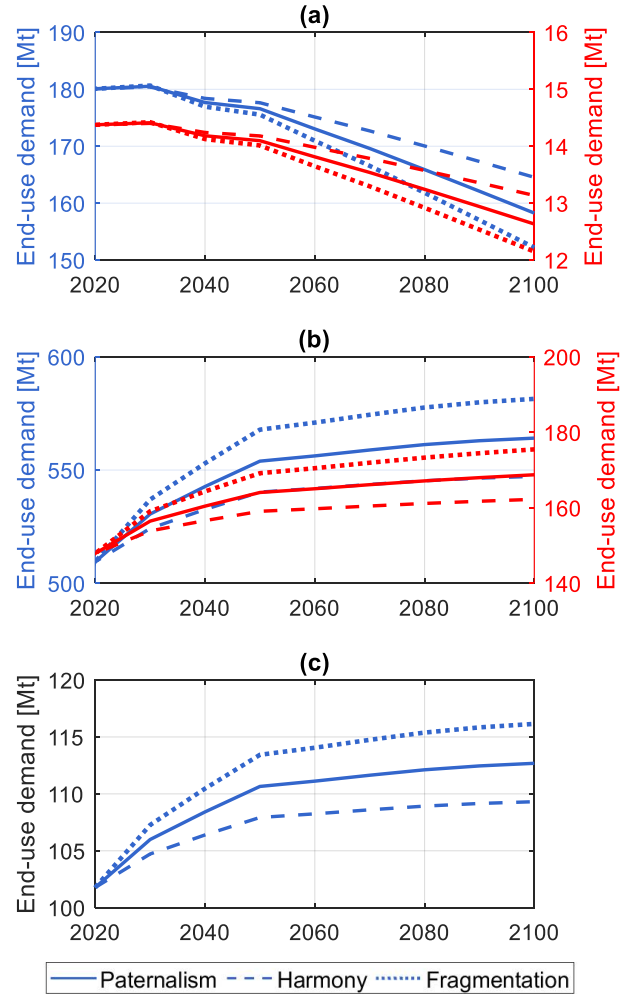 (a)
190
180
170
160
150
End-use demand [Mt]
16
15
14
13
12
End-use demand [Mt]
2020 2040 2060 2080 2100
(b)
600
550
500
End-use demand [Mt]
200
180
160
140
End-use demand [Mt]
2020 2040 2060 2080 2100
(c)
120
115
110
105
100
End-use demand [Mt]
2020 2040 2060 2080 2100
Paternalism Harmony Fragmentation